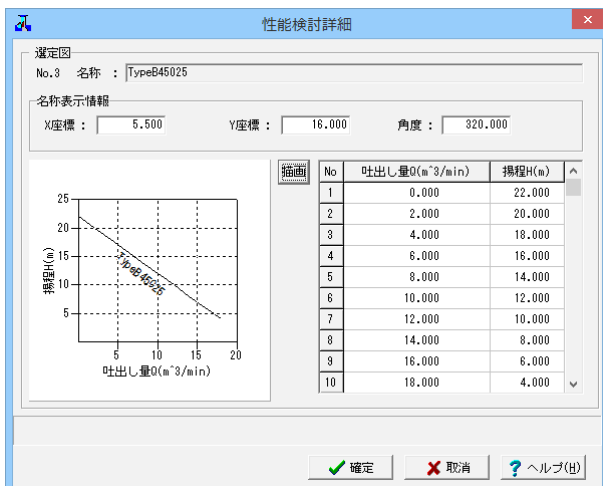 性能検討詳細
選定図
No.3 名称 : TypeB45025
名称表示情報
X座標 : 5.500 Y座標 : 16.000 角度 : 320.000
描画
No 吐出し量Q(m^3/min) 揚程H(m)
1 0.000 22.000
2 2.000 20.000
3 4.000 18.000
4 6.000 16.000
5 8.000 14.000
6 10.000 12.000
7 12.000 10.000
8 14.000 8.000
9 16.000 6.000
10 18.000 4.000
25
20
15
10
5
揚程H(m)
TypeB45025
5 10 15 20
吐出し量Q(m^3/min)
確定 取消 ? ヘルプ(H)